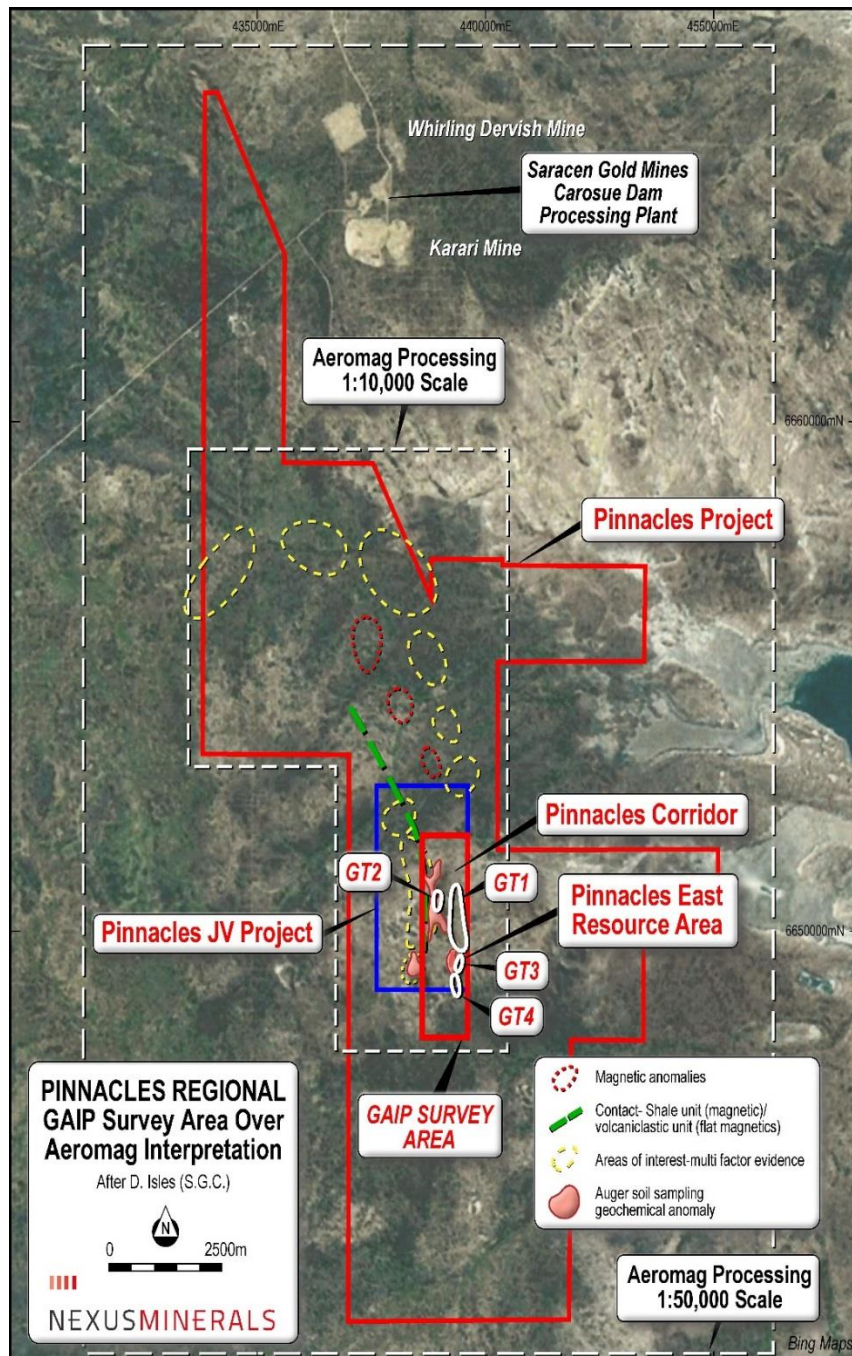 435000mE
440000mE
455000mE
Whirling Dervish Mine
Saracen Gold Mines
Carosue Dam
Processing Plant
Karari Mine
Aeromag Processing
1:10,000 Scale
6660000mN
Pinnacles Project
Pinnacles Corridor
GT2
GT1
Pinnacles East
Resource Area
Pinnacles JV Project
6650000mN
GT3
GT4
GAIP SURVEY
AREA
PINNACLES REGIONAL
GAIP Survey Area Over
Aeromag Interpretation
After D. Isles (S.G.C.)
N
0 2500m
NEXUSMINERALS
Magnetic anomalies
Contact- Shale unit (magnetic)/
volcaniclastic unit (flat magnetics)
Areas of interest-multi factor evidence
Auger soil sampling
geochemical anomaly
Aeromag Processing
1:50,000 Scale
Bing Maps